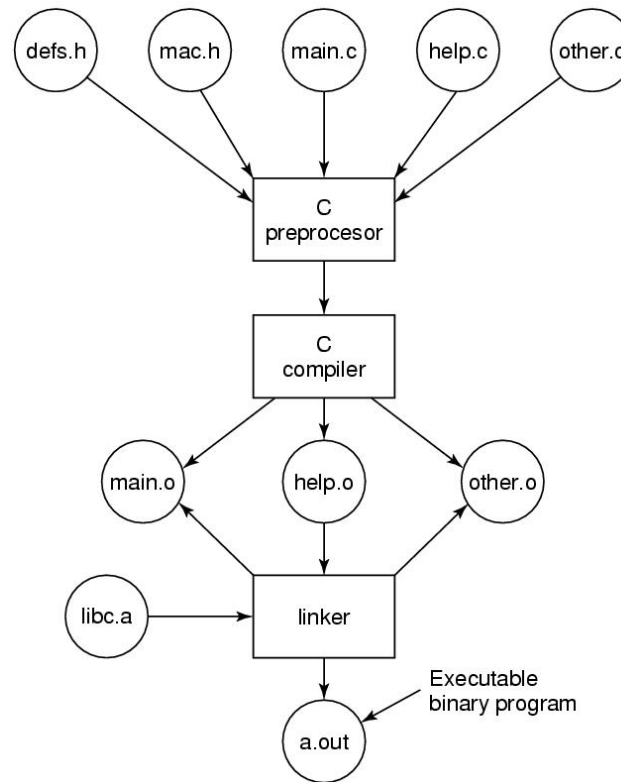 defs.h
mac.h
main.c
help.c
other.c
C
preprocesor
C
compiler
main.o
help.o
other.o
libc.a
linker
Executable
binary program
a.out